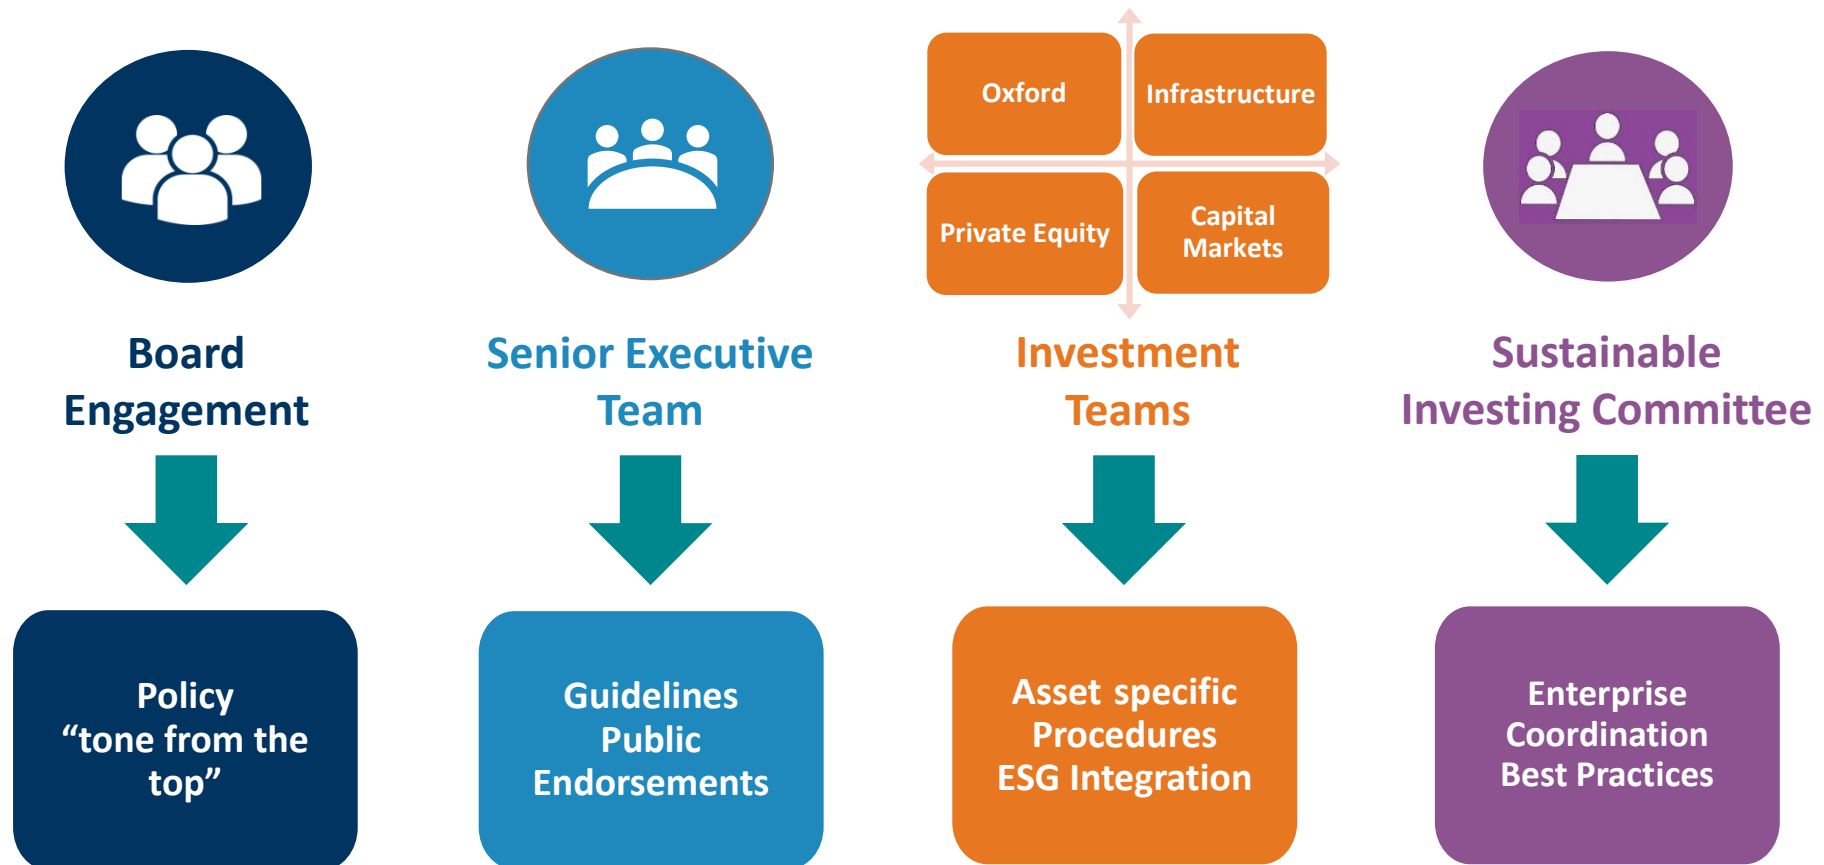 Oxford
Infrastructure
Private Equity
Capital
Markets
Board
Engagement
Senior Executive
Team
Investment
Teams
Sustainable
Investing Committee
Policy
“tone from the
top”
Guidelines
Public
Endorsements
Asset specific
Procedures
ESG Integration
Enterprise
Coordination
Best Practices